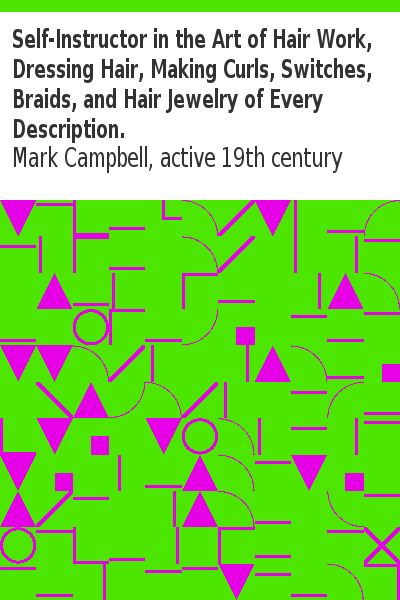 Self-Instructor in the Art of Hair Work,
Dressing Hair, Making Curls, Switches,
Braids, and Hair Jewelry of Every
Description.
Mark Campbell, active 19th century